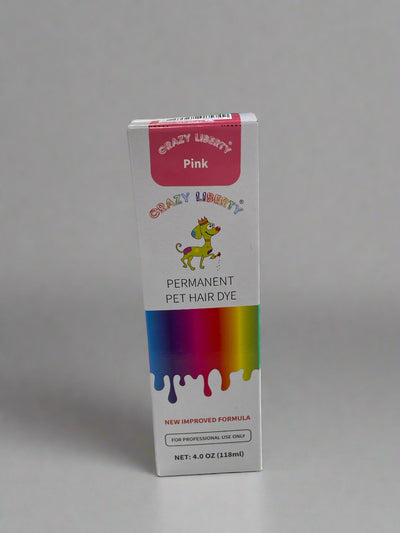 CRAZY LIBERTY®
Pink
CRAZY LIBERTY®
PERMANENT
PET HAIR DYE
NEW IMPROVED FORMULA
FOR PROFESSIONAL USE ONLY
NET: 4.0 OZ (118ml)